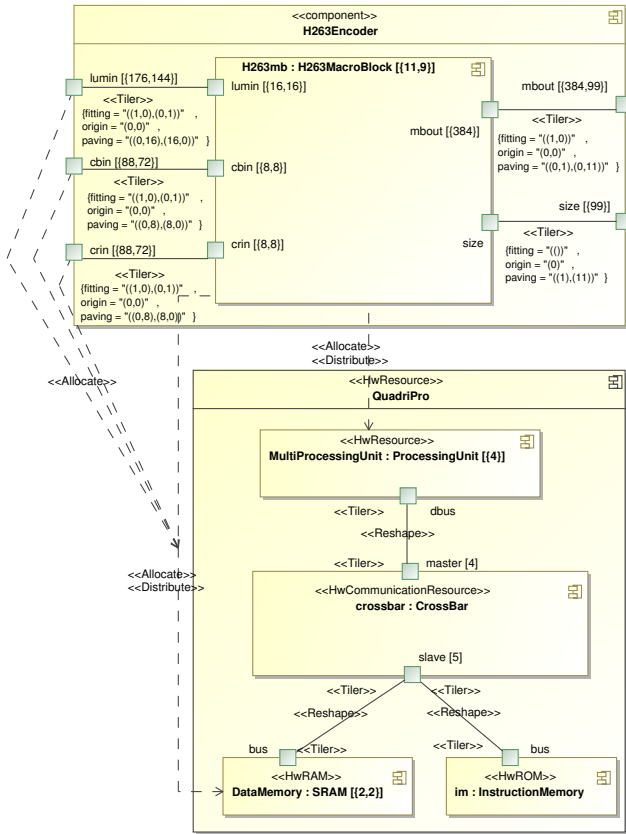 <<component>>
H263Encoder
H263mb : H263MacroBlock [{11,9}]
lumin [{176,144}]
lumin [{16,16}]
<<Tiler>>
{fitting = "((1,0),(0,1))" ,
origin = "(0,0)" ,
paving = "((0,16),(16,0))" }
mbout [{384,99}]
mbout [{384}]
<<Tiler>>
{fitting = "((1,0))" ,
origin = "(0,0)" ,
paving = "((0,1),(0,11))" }
cbin [{88,72}]
cbin [{8,8}]
<<Tiler>>
{fitting = "((1,0),(0,1))" ,
origin = "(0,0)" ,
paving = "((0,8),(8,0))" }
size [{99}]
size
<<Tiler>>
{fitting = "(())" ,
origin = "(0)" ,
paving = "((1),(11))" }
crin [{88,72}]
crin [{8,8}]
<<Tiler>>
{fitting = "((1,0),(0,1))" ,
origin = "(0,0)" ,
paving = "((0,8),(8,0))" }
<<Allocate>>
<<Distribute>>
<<Allocate>>
<<HwResource>>
QuadriPro
<<HwResource>>
MultiProcessingUnit : ProcessingUnit [{4}]
<<Tiler>>
dbus
<<Reshape>>
<<Tiler>>
master [4]
<<Allocate>>
<<Distribute>>
<<HwCommunicationResource>>
crossbar : CrossBar
slave [5]
<<Tiler>>
<<Tiler>>
<<Reshape>>
<<Reshape>>
bus
<<Tiler>>
<<Tiler>>
bus
<<HwRAM>>
DataMemory : SRAM [{2,2}]
<<HwROM>>
im : InstructionMemory